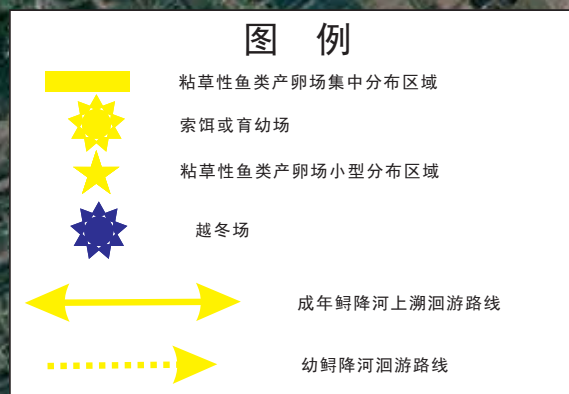 图 例
粘草性鱼类产卵场集中分布区域
索饵或育幼场
粘草性鱼类产卵场小型分布区域
越冬场
成年鲟降河上溯洄游路线
幼鲟降河洄游路线